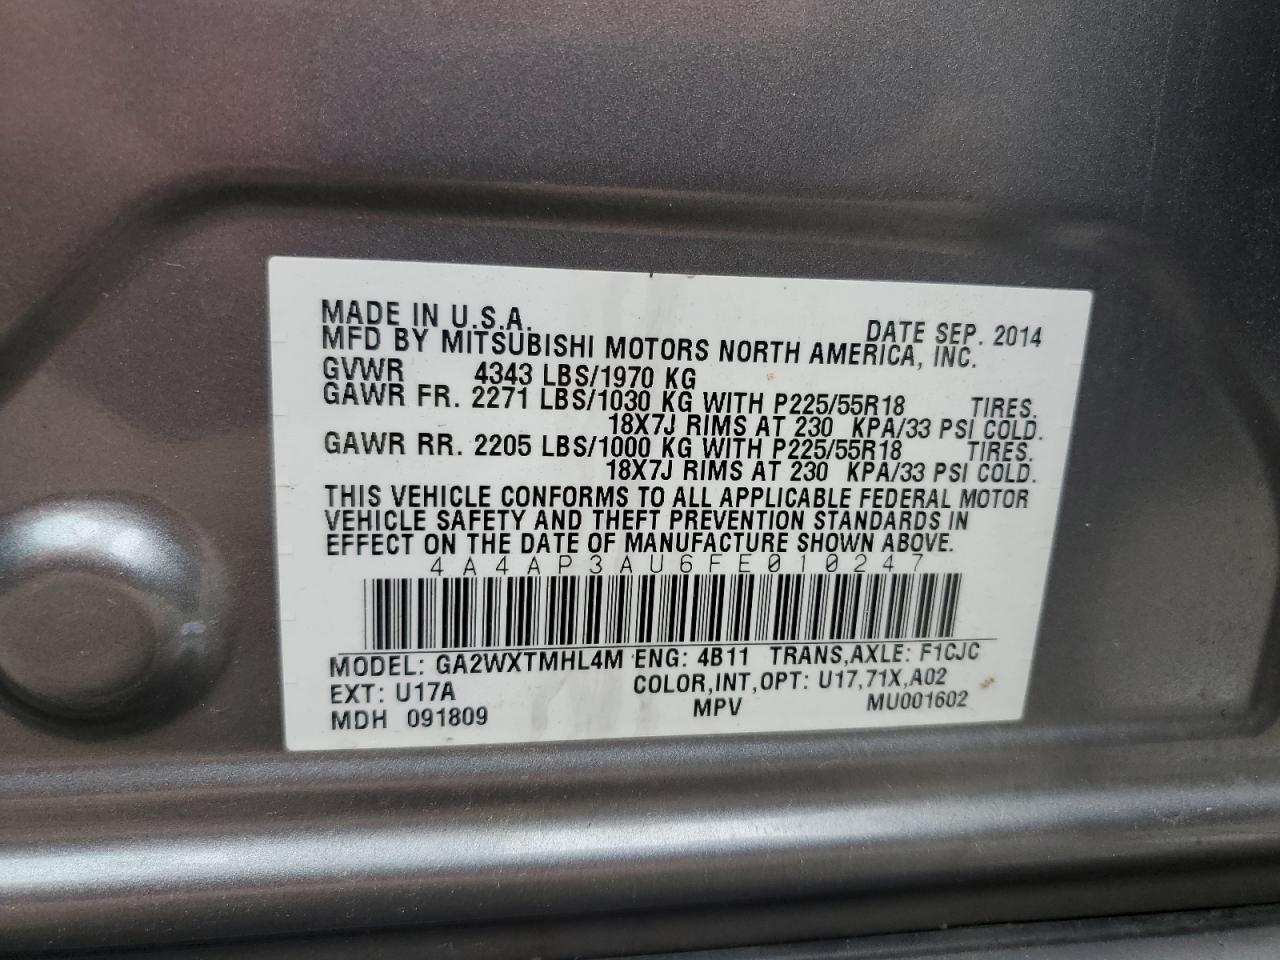 MADE IN U.S.A. DATE SEP. 2014
MFD BY MITSUBISHI MOTORS NORTH AMERICA, INC.
GVWR 4343 LBS/1970 KG
GAWR FR. 2271 LBS/1030 KG WITH P225/55R18 TIRES.
18X7J RIMS AT 230 KPA/33 PSI COLD.
GAWR RR. 2205 LBS/1000 KG WITH P225/55R18 TIRES.
18X7J RIMS AT 230 KPA/33 PSI COLD.
THIS VEHICLE CONFORMS TO ALL APPLICABLE FEDERAL MOTOR
VEHICLE SAFETY AND THEFT PREVENTION STANDARDS IN
EFFECT ON THE DATE OF MANUFACTURE SHOWN ABOVE.
4A4AP3AU6FE010247
MODEL: GA2WXTMHL4M ENG: 4B11 TRANS,AXLE: F1CJC
EXT: U17A COLOR,INT,OPT: U17,71X,A02
MDH 091809 MPV MU001602